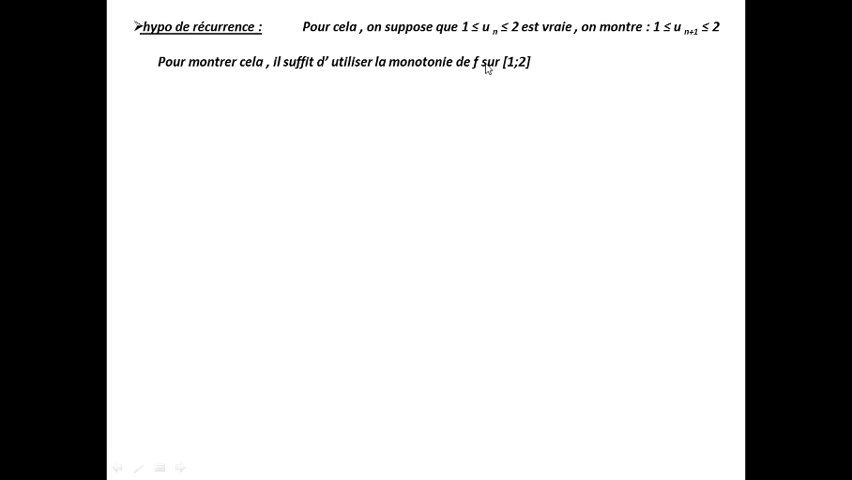 ➢hypo de récurrence : Pour cela , on suppose que 1 ≤ u n ≤ 2 est vraie , on montre : 1 ≤ u n+1 ≤ 2
Pour montrer cela , il suffit d’ utiliser la monotonie de f sur [1;2]